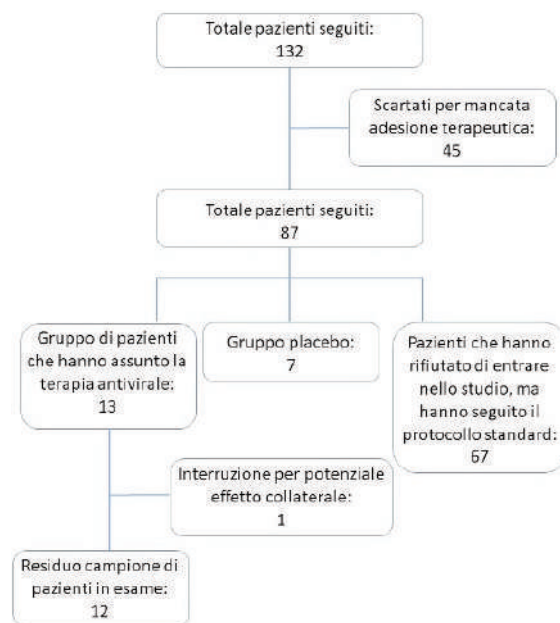 Totale pazienti seguiti:
132
Scartati per mancata
adesione terapeutica:
45
Totale pazienti seguiti:
87
Gruppo di pazienti
che hanno assunto la
terapia antivirale:
13
Gruppo placebo:
7
Pazienti che hanno
rifiutato di entrare
nello studio, ma
hanno seguito il
protocollo standard:
67
Interruzione per potenziale
effetto collaterale:
1
Residuo campione di
pazienti in esame:
12